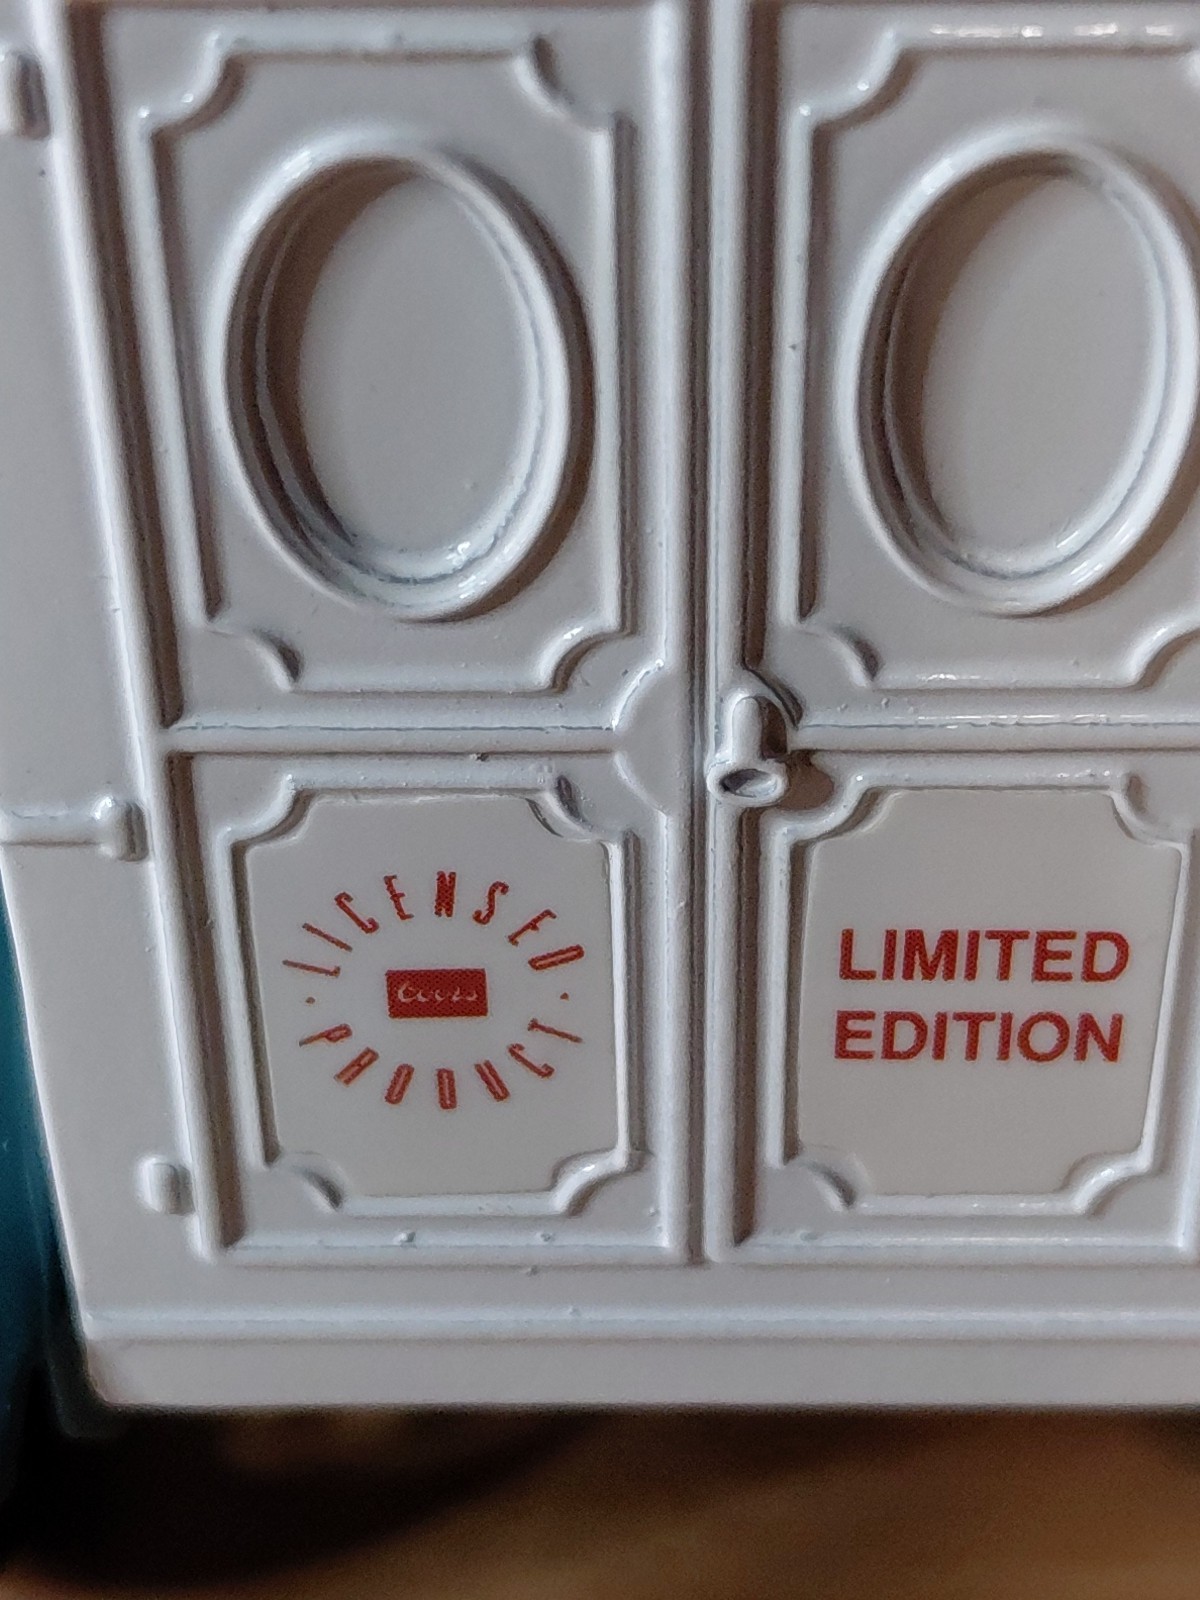 · LICENSED ·
Coors
PRODUCT
LIMITED
EDITION